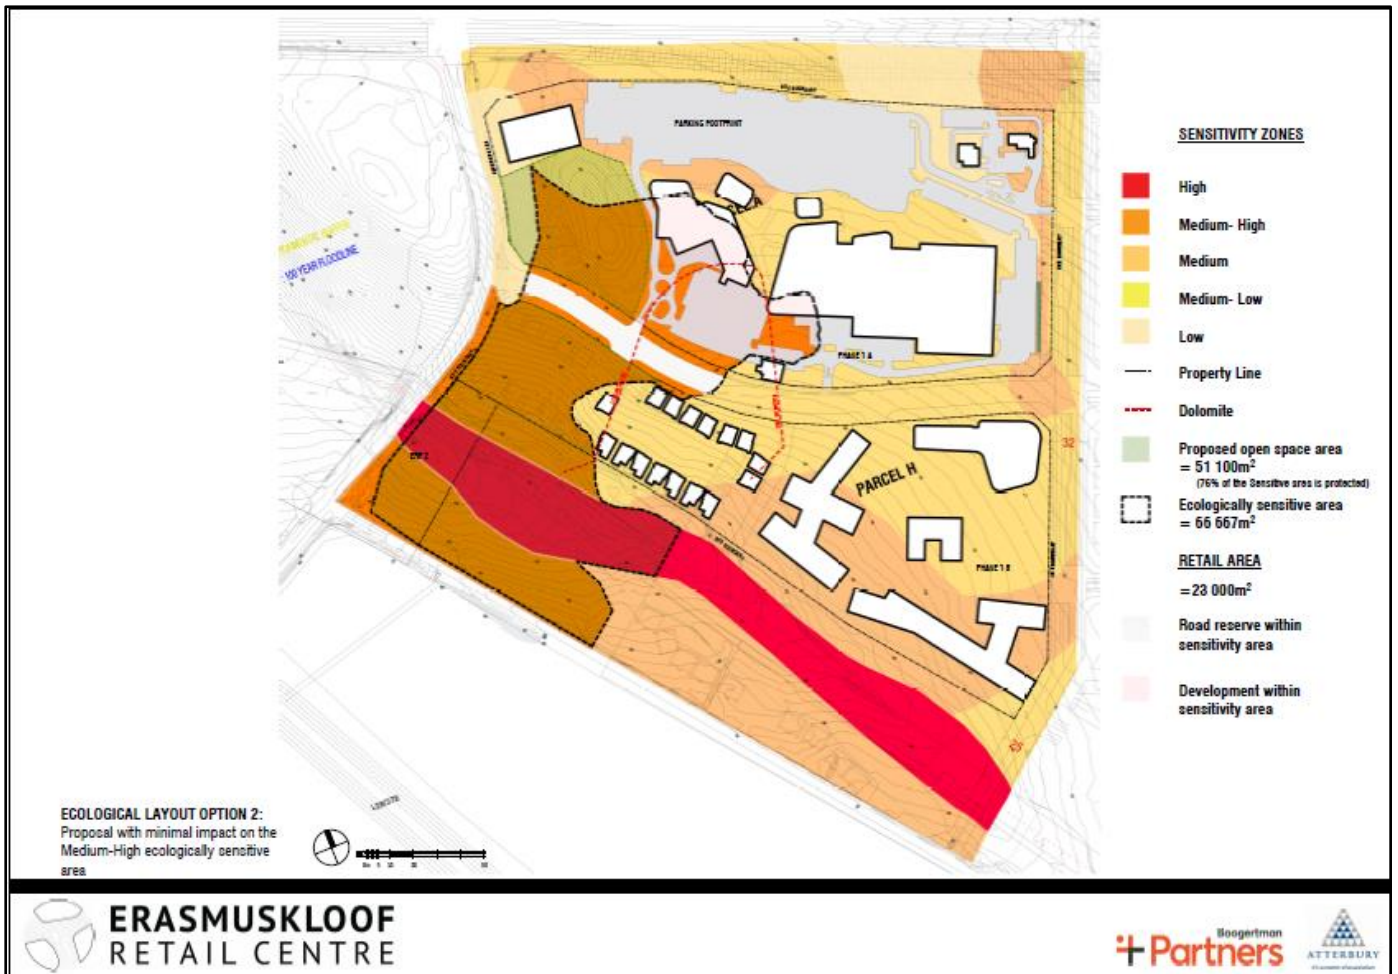 SENSITIVITY ZONES
High
Medium- High
Medium
Medium- Low
Low
Property Line
Dolomite
Proposed open space area
= 51 100m²
(76% of the Sensitive area is protected)
Ecologically sensitive area
= 66 667m²
RETAIL AREA
=23 000m²
Road reserve within
sensitivity area
Development within
sensitivity area
PARKING FOOTPRINT
100 YEAR FLOODLINE
PHASE 1 A
ERF 2
PARCEL H
32
PHASE 1 B
ECOLOGICAL LAYOUT OPTION 2:
Proposal with minimal impact on the
Medium-High ecologically sensitive
area
ERASMUSKLOOF
RETAIL CENTRE
Boogertman
Partners
ATTERBURY